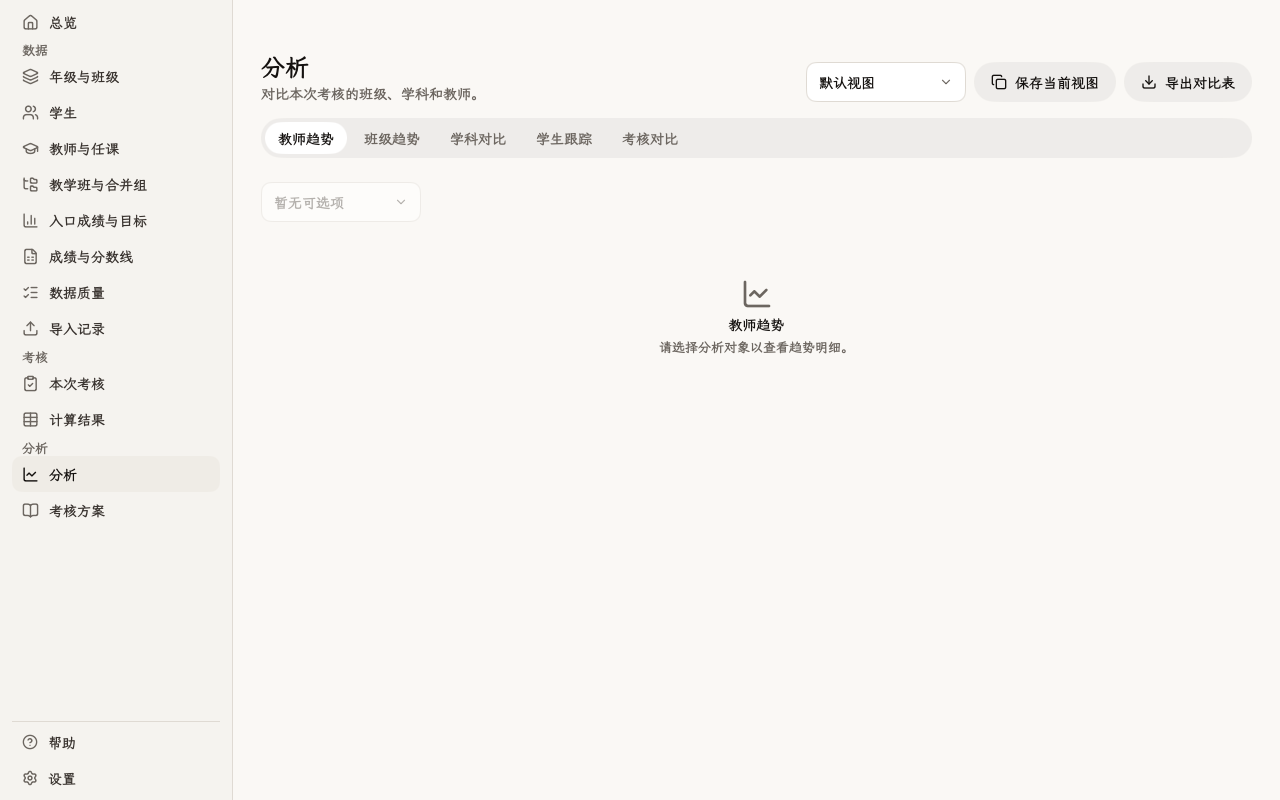 总览
数据
年级与班级
学生
教师与任课
教学班与合并组
入口成绩与目标
成绩与分数线
数据质量
导入记录
考核
本次考核
计算结果
分析
分析
考核方案
帮助
设置
分析
对比本次考核的班级、学科和教师。
默认视图
保存当前视图
导出对比表
教师趋势
班级趋势
学科对比
学生跟踪
考核对比
暂无可选项
教师趋势
请选择分析对象以查看趋势明细。